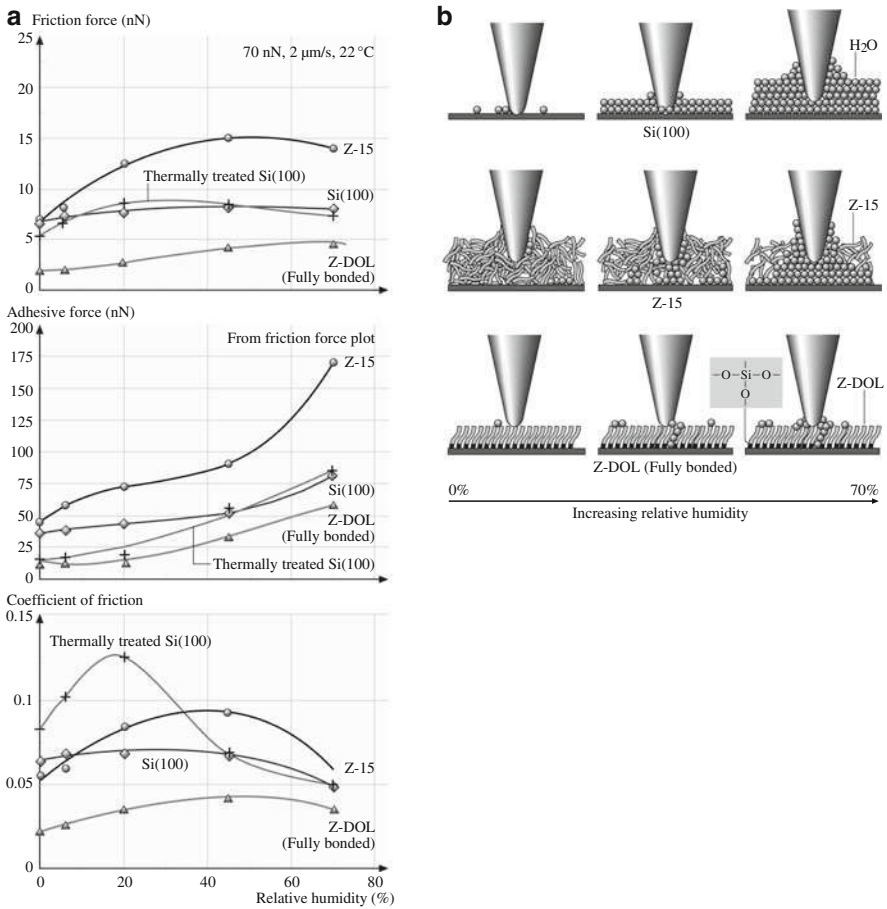 a
Friction force (nN)
25
70 nN, 2 μm/s, 22 °C
20
15
Z-15
Thermally treated Si(100)
10
Si(100)
5
Z-DOL
(Fully bonded)
0
Adhesive force (nN)
200
From friction force plot
175
Z-15
150
125
100
75
Si(100)
50
Z-DOL
(Fully bonded)
25
Thermally treated Si(100)
0
Coefficient of friction
0.15
Thermally treated Si(100)
0.1
Si(100)
Z-15
0.05
Z-DOL
(Fully bonded)
0
0 20 40 60 80
Relative humidity (%)
b
H2O
Si(100)
Z-15
Z-15
–O–Si–O–
O
Z-DOL
Z-DOL (Fully bonded)
0% 70%
Increasing relative humidity